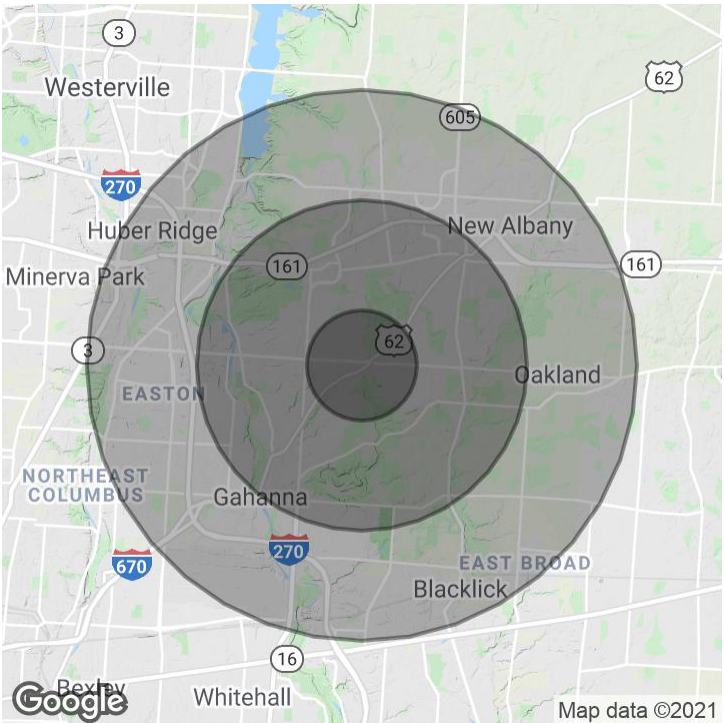 3
62
Westerville
605
270
Huber Ridge
New Albany
161
161
Minerva Park
62
3
Oakland
EASTON
NORTHEAST
COLUMBUS
Gahanna
270
670
EAST BROAD
Blacklick
16
Bexley
Whitehall
Google
Map data ©2021